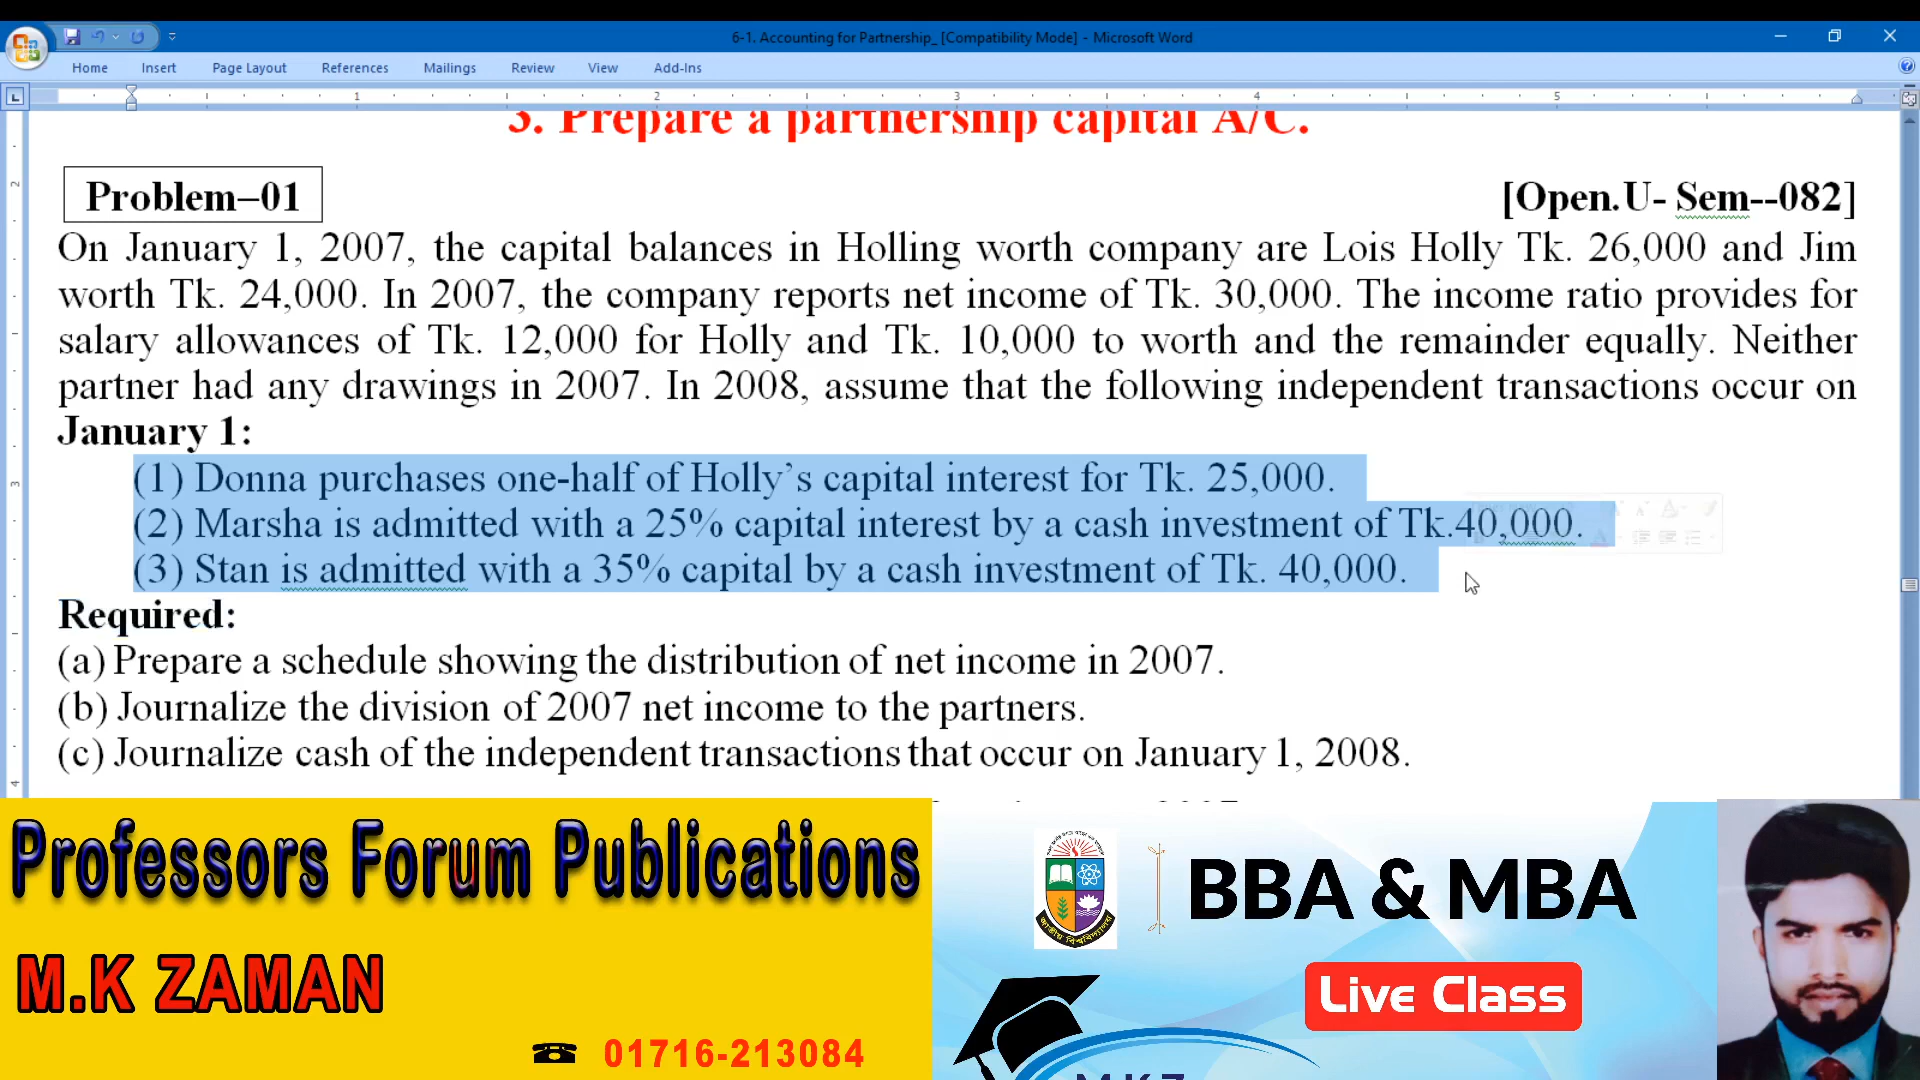 6-1. Accounting for Partnership_ [Compatibility Mode] - Microsoft Word
Home Insert Page Layout References Mailings Review View Add-Ins
1 2 3 4 5
3. Prepare a partnership capital A/C.
Problem–01 [Open.U- Sem--082]
On January 1, 2007, the capital balances in Holling worth company are Lois Holly Tk. 26,000 and Jim
worth Tk. 24,000. In 2007, the company reports net income of Tk. 30,000. The income ratio provides for
salary allowances of Tk. 12,000 for Holly and Tk. 10,000 to worth and the remainder equally. Neither
partner had any drawings in 2007. In 2008, assume that the following independent transactions occur on
January 1:
(1) Donna purchases one-half of Holly’s capital interest for Tk. 25,000.
(2) Marsha is admitted with a 25% capital interest by a cash investment of Tk.40,000.
(3) Stan is admitted with a 35% capital by a cash investment of Tk. 40,000.
Required:
(a) Prepare a schedule showing the distribution of net income in 2007.
(b) Journalize the division of 2007 net income to the partners.
(c) Journalize cash of the independent transactions that occur on January 1, 2008.
Professors Forum Publications
M.K ZAMAN
☎ 01716-213084
BBA & MBA
Live Class